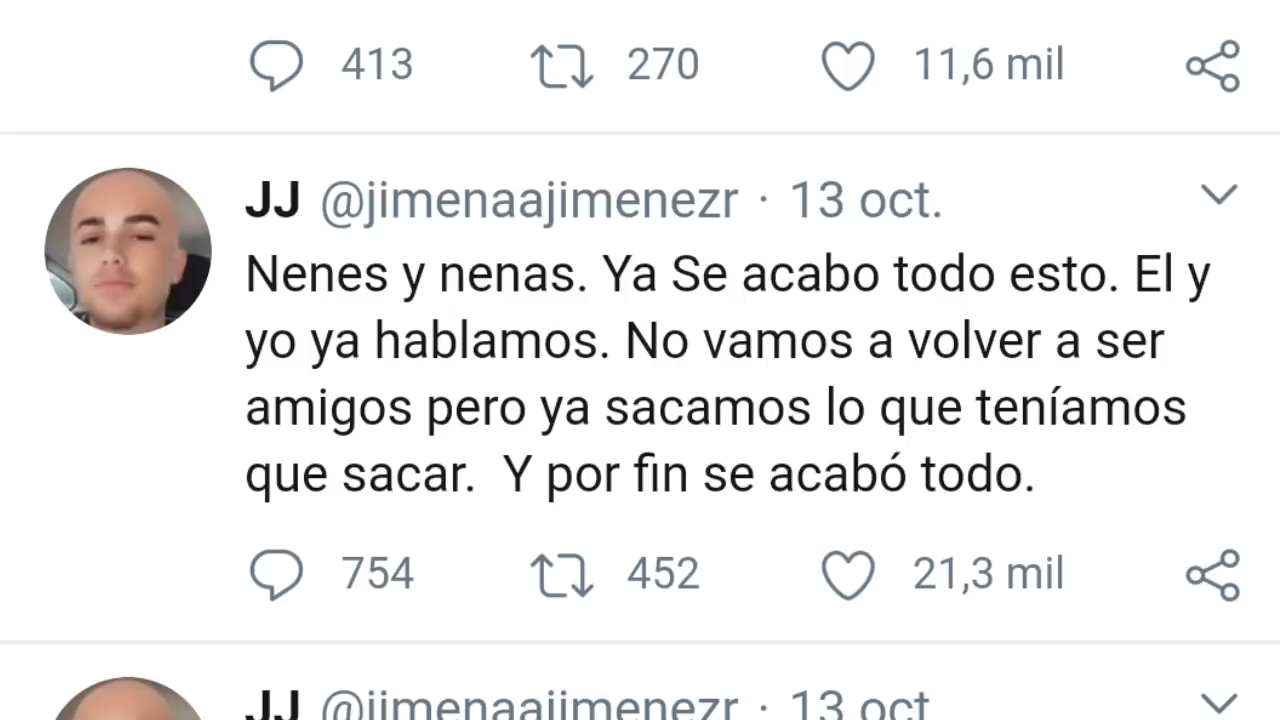 413 270 11,6 mil
JJ @jimenaajimenezr · 13 oct.
Nenes y nenas. Ya Se acabo todo esto. El y
yo ya hablamos. No vamos a volver a ser
amigos pero ya sacamos lo que teníamos
que sacar.  Y por fin se acabó todo.
754 452 21,3 mil
JJ @jimenaajimenezr · 13 oct